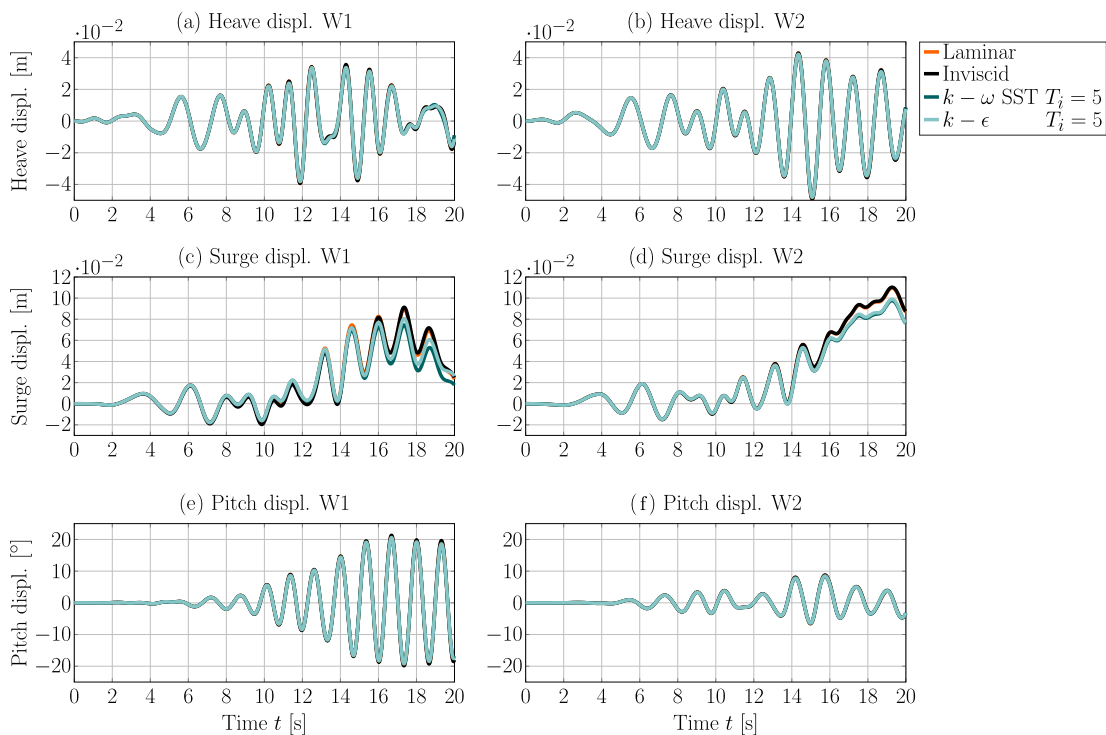 (a) Heave displ. W1
(b) Heave displ. W2
·10−2
·10−2
Heave displ. [m]
4
2
0
−2
−4
0 2 4 6 8 10 12 14 16 18 20
4
2
0
−2
−4
0 2 4 6 8 10 12 14 16 18 20
Laminar
Inviscid
k − ω SST Ti = 5
k − ϵ Ti = 5
(c) Surge displ. W1
(d) Surge displ. W2
·10−2
·10−2
Surge displ. [m]
12
10
8
6
4
2
0
−2
0 2 4 6 8 10 12 14 16 18 20
12
10
8
6
4
2
0
−2
0 2 4 6 8 10 12 14 16 18 20
(e) Pitch displ. W1
(f) Pitch displ. W2
Pitch displ. [°]
20
10
0
−10
−20
0 2 4 6 8 10 12 14 16 18 20
20
10
0
−10
−20
0 2 4 6 8 10 12 14 16 18 20
Time t [s]
Time t [s]